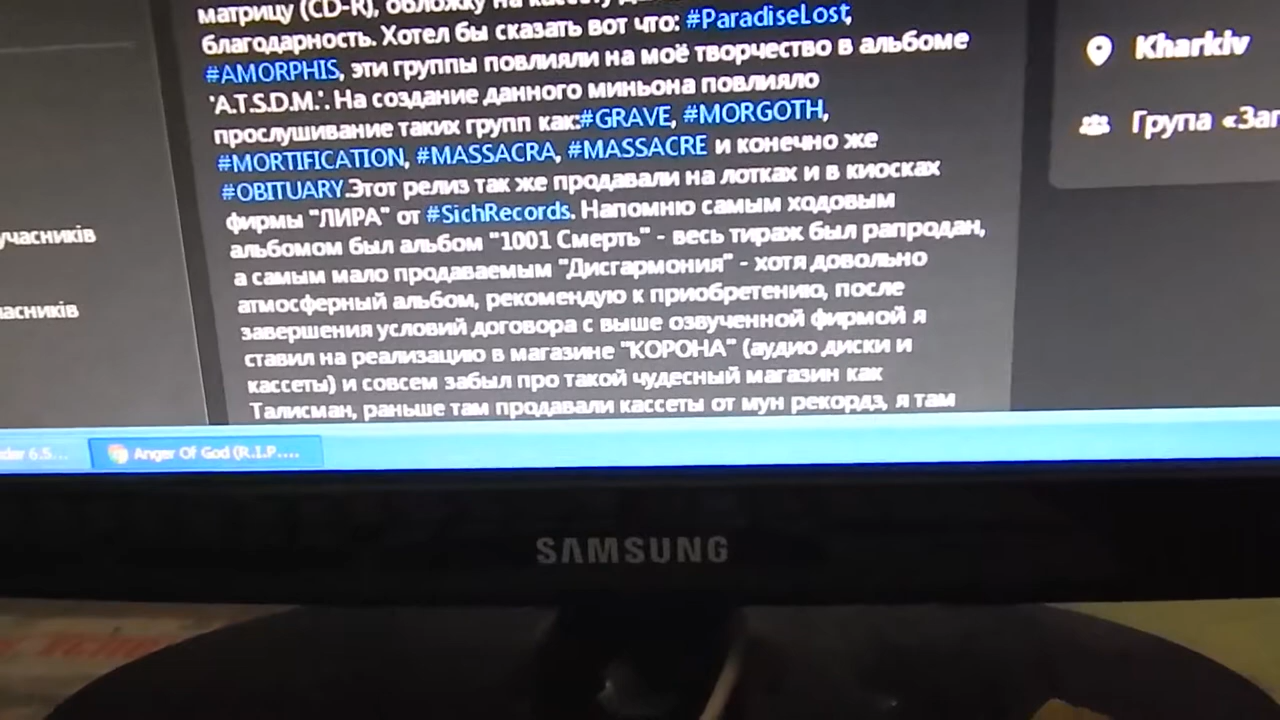 матрицу (CD-R), обложку на кассету
благодарность. Хотел бы сказать вот что: #ParadiseLost,
#AMORPHIS, эти группы повлияли на моё творчество в альбоме
'A.T.S.D.M.'. На создание данного миньона повлияло
прослушивание таких групп как:#GRAVE, #MORGOTH,
#MORTIFICATION, #MASSACRA, #MASSACRE и конечно же
#OBITUARY.Этот релиз так же продавали на лотках и в киосках
фирмы "ЛИРА" от #SichRecords. Напомню самым ходовым
альбомом был альбом "1001 Смерть" - весь тираж был рапродан,
а самым мало продаваемым "Дисгармония" - хотя довольно
атмосферный альбом, рекомендую к приобретению, после
завершения условий договора с выше озвученной фирмой я
ставил на реализацию в магазине "КОРОНА" (аудио диски и
кассеты) и совсем забыл про такой чудесный магазин как
Талисман, раньше там продавали кассеты от мун рекордз, я там
Kharkiv
Група «Заг
учасників
часників
der 6.5...
Anger Of God (R.I.P....
SAMSUNG